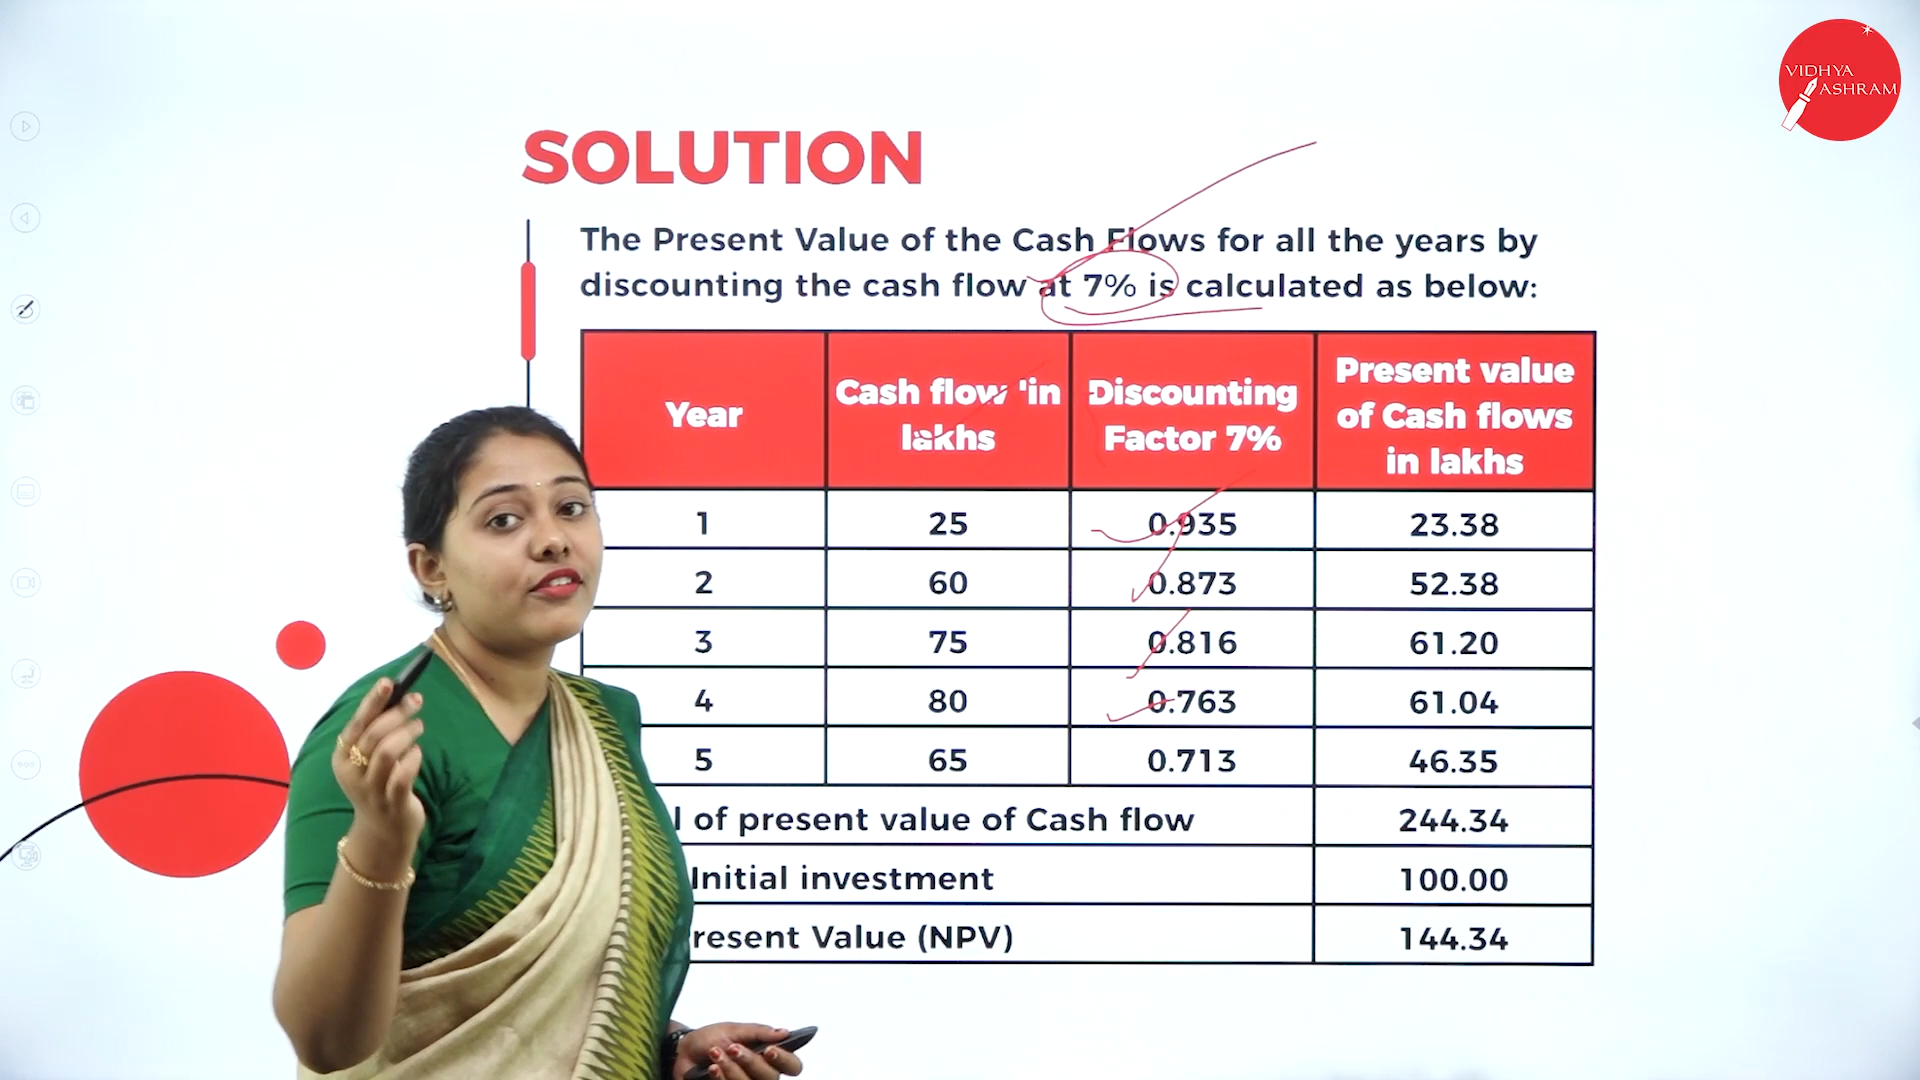 VIDHYA
ASHRAM
SOLUTION
The Present Value of the Cash Flows for all the years by
discounting the cash flow at 7% is calculated as below:
Year
Cash flow 'in
lakhs
Discounting
Factor 7%
Present value
of Cash flows
in lakhs
1 25 0.935 23.38
2 60 0.873 52.38
3 75 0.816 61.20
4 80 0.763 61.04
5 65 0.713 46.35
of present value of Cash flow 244.34
Initial investment 100.00
resent Value (NPV) 144.34